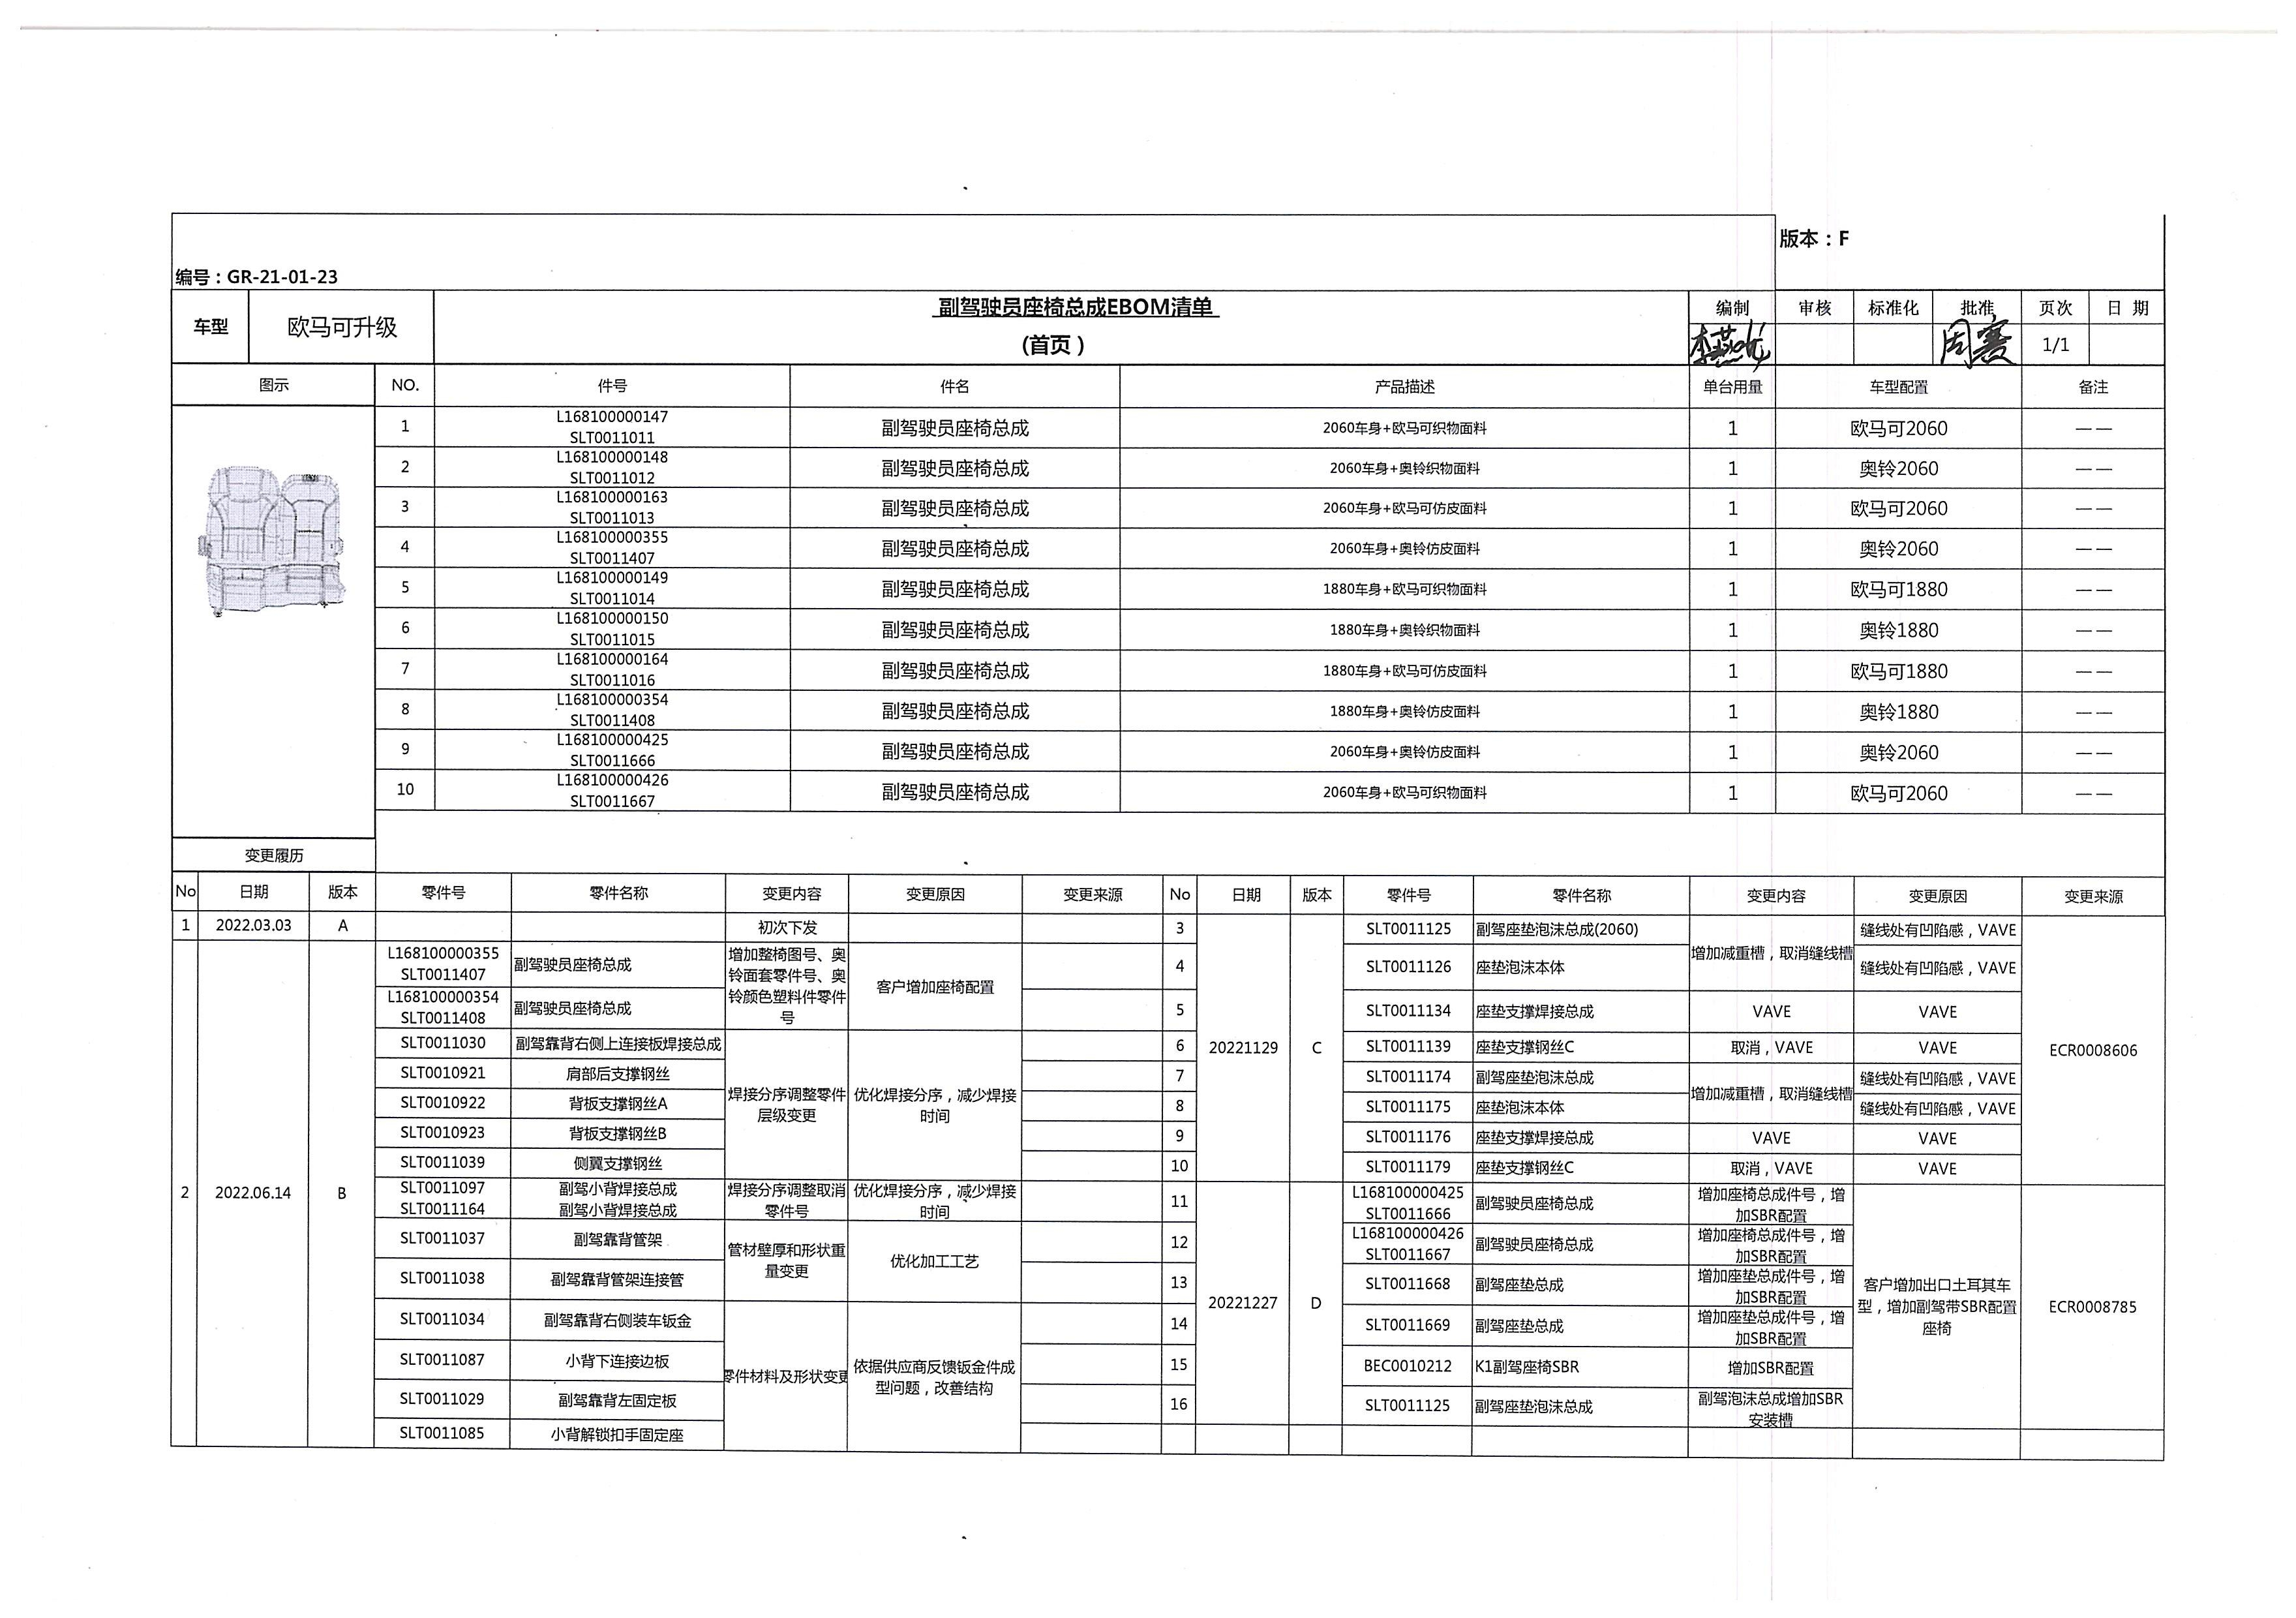 版本：F
编号：GR-21-01-23
车型 欧马可升级 副驾驶员座椅总成EBOM清单 编制 审核 标准化 批准 页次 日 期
(首页) 周赛 1/1
图示 NO. 件号 件名 产品描述 单台用量 车型配置 备注
1 L168100000147 SLT0011011 副驾驶员座椅总成 2060车身+欧马可织物面料 1 欧马可2060 ——
2 L168100000148 SLT0011012 副驾驶员座椅总成 2060车身+奥铃织物面料 1 奥铃2060 ——
3 L168100000163 SLT0011013 副驾驶员座椅总成 2060车身+欧马可仿皮面料 1 欧马可2060 ——
4 L168100000355 SLT0011407 副驾驶员座椅总成 2060车身+奥铃仿皮面料 1 奥铃2060 ——
5 L168100000149 SLT0011014 副驾驶员座椅总成 1880车身+欧马可织物面料 1 欧马可1880 ——
6 L168100000150 SLT0011015 副驾驶员座椅总成 1880车身+奥铃织物面料 1 奥铃1880 ——
7 L168100000164 SLT0011016 副驾驶员座椅总成 1880车身+欧马可仿皮面料 1 欧马可1880 ——
8 L168100000354 SLT0011408 副驾驶员座椅总成 1880车身+奥铃仿皮面料 1 奥铃1880 ——
9 L168100000425 SLT0011666 副驾驶员座椅总成 2060车身+奥铃仿皮面料 1 奥铃2060 ——
10 L168100000426 SLT0011667 副驾驶员座椅总成 2060车身+欧马可织物面料 1 欧马可2060 ——
变更履历
No 日期 版本 零件号 零件名称 变更内容 变更原因 变更来源
1 2022.03.03 A 初次下发
2 2022.06.14 B
L168100000355 SLT0011407 副驾驶员座椅总成
L168100000354 SLT0011408 副驾驶员座椅总成
增加整椅图号、奥铃面套零件号、奥铃颜色塑料件零件号 客户增加座椅配置
SLT0011030 副驾靠背右侧上连接板焊接总成
SLT0010921 肩部后支撑钢丝
SLT0010922 背板支撑钢丝A
SLT0010923 背板支撑钢丝B
SLT0011039 侧翼支撑钢丝
焊接分序调整零件层级变更 优化焊接分序，减少焊接时间
SLT0011097 副驾小背焊接总成
SLT0011164 副驾小背焊接总成
焊接分序调整取消零件号 优化焊接分序，减少焊接时间
SLT0011037 副驾靠背管架
SLT0011038 副驾靠背管架连接管
管材壁厚和形状重量变更 优化加工工艺
SLT0011034 副驾靠背右侧装车钣金
SLT0011087 小背下连接边板
SLT0011029 副驾靠背左固定板
SLT0011085 小背解锁扣手固定座
零件材料及形状变更 依据供应商反馈钣金件成型问题，改善结构
No 日期 版本 零件号 零件名称 变更内容 变更原因 变更来源
20221129 C ECR0008606
3 SLT0011125 副驾座垫泡沫总成(2060) 增加减重槽，取消缝线槽 缝线处有凹陷感，VAVE
4 SLT0011126 座垫泡沫本体 缝线处有凹陷感，VAVE
5 SLT0011134 座垫支撑焊接总成 VAVE VAVE
6 SLT0011139 座垫支撑钢丝C 取消，VAVE VAVE
7 SLT0011174 副驾座垫泡沫总成 增加减重槽，取消缝线槽 缝线处有凹陷感，VAVE
8 SLT0011175 座垫泡沫本体 缝线处有凹陷感，VAVE
9 SLT0011176 座垫支撑焊接总成 VAVE VAVE
10 SLT0011179 座垫支撑钢丝C 取消，VAVE VAVE
20221227 D 客户增加出口土耳其车型，增加副驾带SBR配置座椅 ECR0008785
11 L168100000425 SLT0011666 副驾驶员座椅总成 增加座椅总成件号，增加SBR配置
12 L168100000426 SLT0011667 副驾驶员座椅总成 增加座椅总成件号，增加SBR配置
13 SLT0011668 副驾座垫总成 增加座垫总成件号，增加SBR配置
14 SLT0011669 副驾座垫总成 增加座垫总成件号，增加SBR配置
15 BEC0010212 K1副驾座椅SBR 增加SBR配置
16 SLT0011125 副驾座垫泡沫总成 副驾泡沫总成增加SBR安装槽